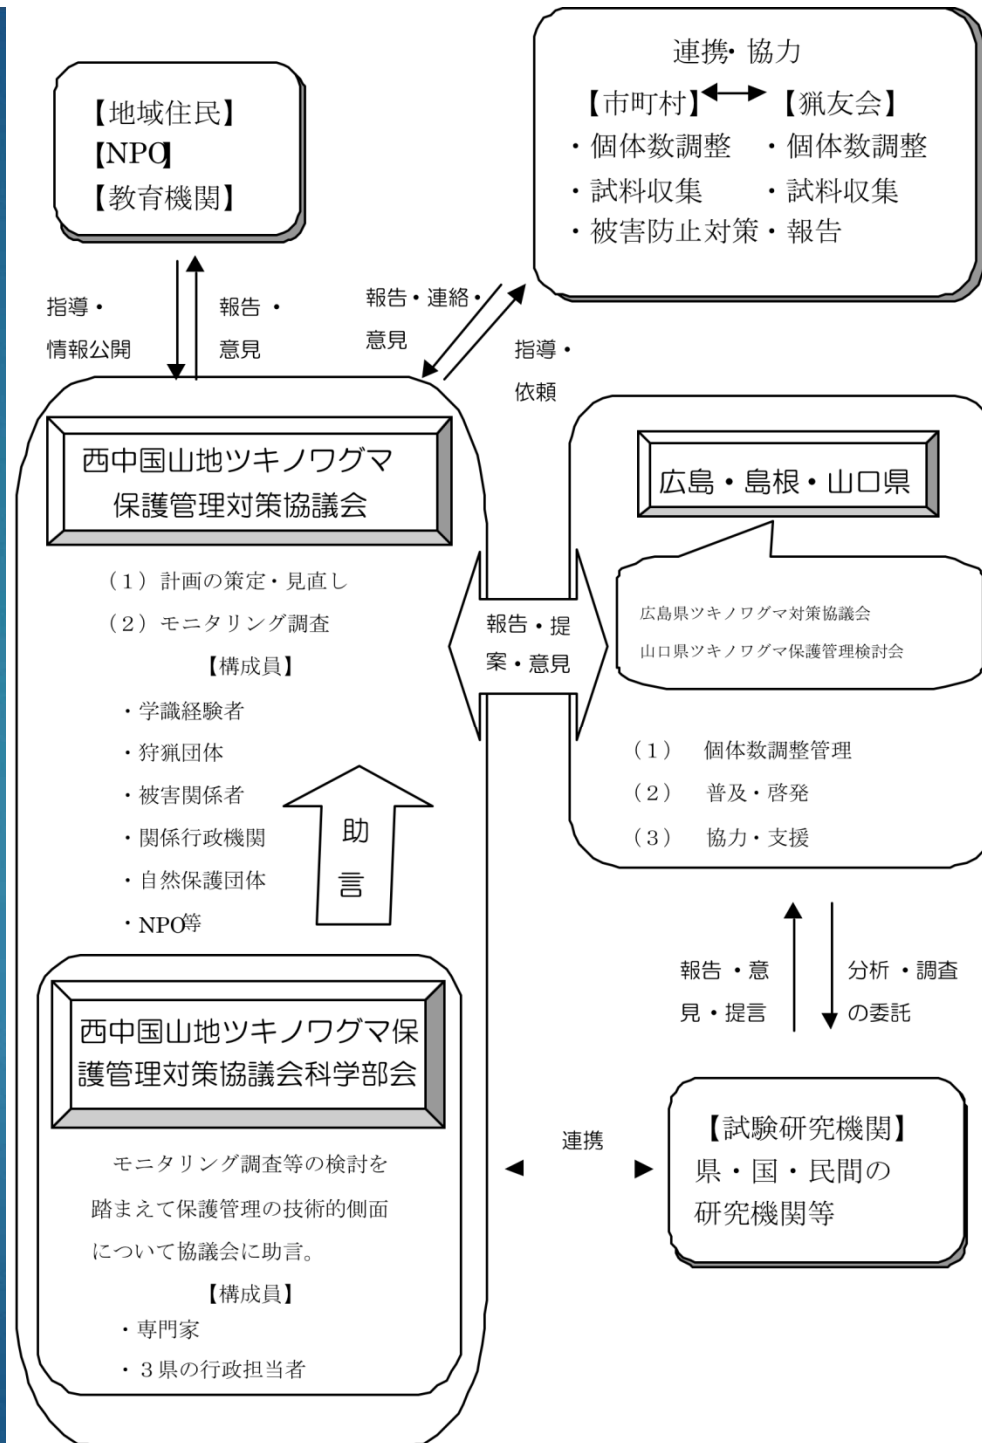 連携・協力
【市町村】
【猟友会】
・個体数調整
・試料収集
・被害防止対策
・個体数調整
・試料収集
・報告
【地域住民】
【NPO】
【教育機関】
指導・
情報公開
報告・
意見
報告・連絡・
意見
指導・
依頼
西中国山地ツキノワグマ
保護管理対策協議会
（１）計画の策定・見直し
（２）モニタリング調査
【構成員】
・学識経験者
・狩猟団体
・被害関係者
・関係行政機関
・自然保護団体
・NPO等
助
言
報告・提
案・意見
広島・島根・山口県
広島県ツキノワグマ対策協議会
山口県ツキノワグマ保護管理検討会
（１）　個体数調整管理
（２）　普及・啓発
（３）　協力・支援
報告・意
見・提言
分析・調査
の委託
西中国山地ツキノワグマ保
護管理対策協議会科学部会
モニタリング調査等の検討を
踏まえて保護管理の技術的側面
について協議会に助言。
【構成員】
・専門家
・３県の行政担当者
連携
【試験研究機関】
県・国・民間の
研究機関等